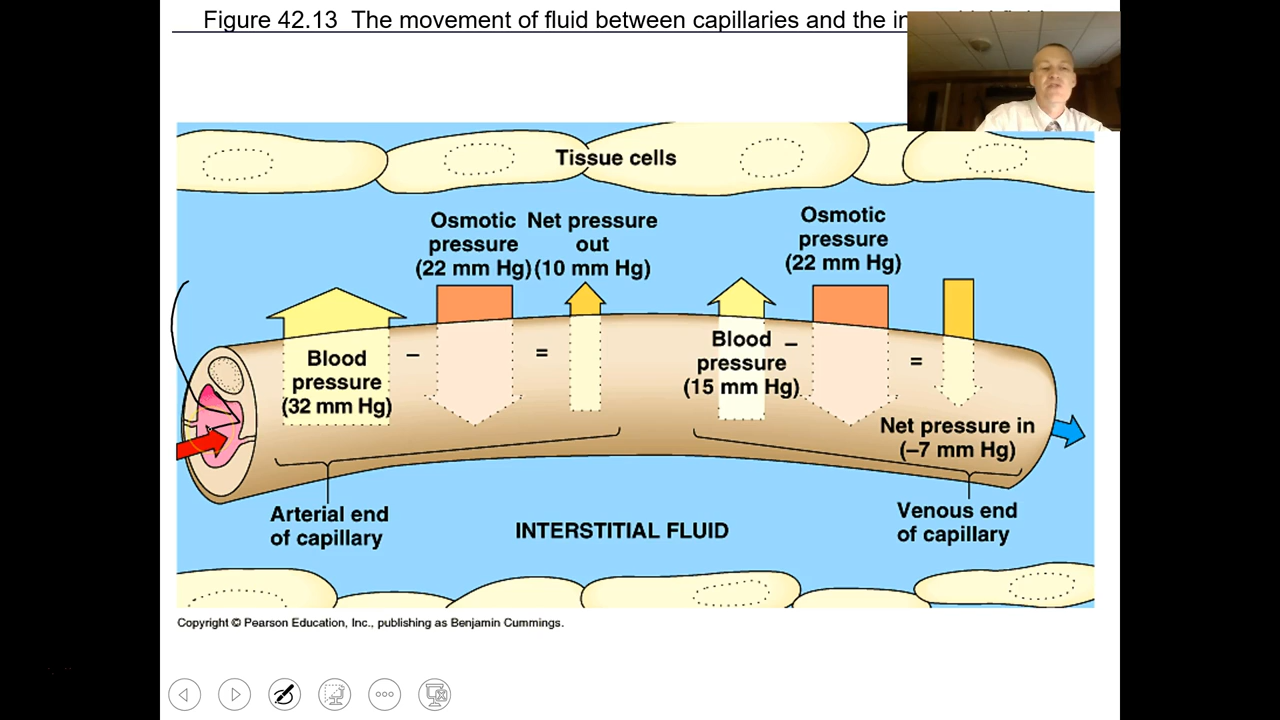 Figure 42.13 The movement of fluid between capillaries and the
Tissue cells
Osmotic
pressure
(22 mm Hg)
Net pressure
out
(10 mm Hg)
Osmotic
pressure
(22 mm Hg)
Blood
pressure
(32 mm Hg)
–
=
Blood –
pressure
(15 mm Hg)
=
Net pressure in
(–7 mm Hg)
Arterial end
of capillary
INTERSTITIAL FLUID
Venous end
of capillary
Copyright © Pearson Education, Inc., publishing as Benjamin Cummings.